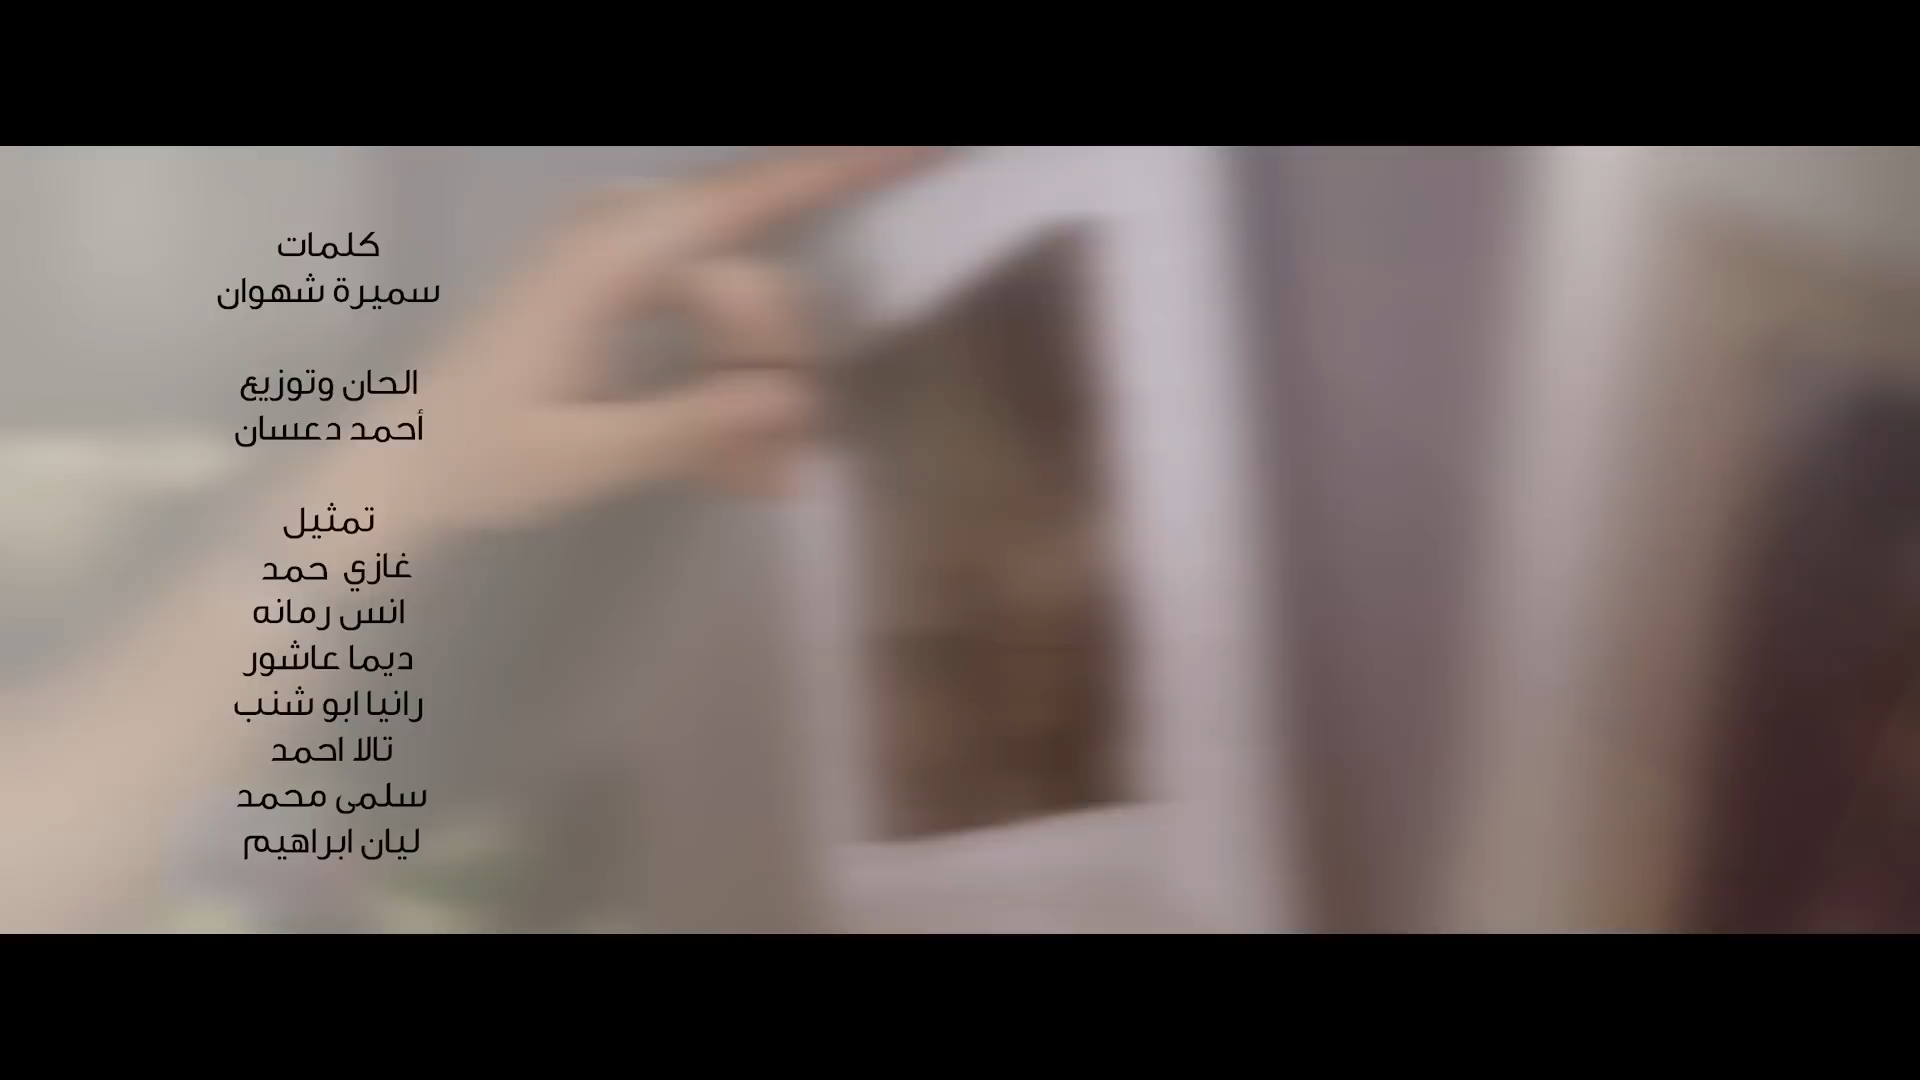 كلمات
سميرة شهوان
الحان وتوزيع
أحمد دعسان
تمثيل
غازي حمد
انس رمانه
ديما عاشور
رانيا ابو شنب
تالا احمد
سلمى محمد
ليان ابراهيم